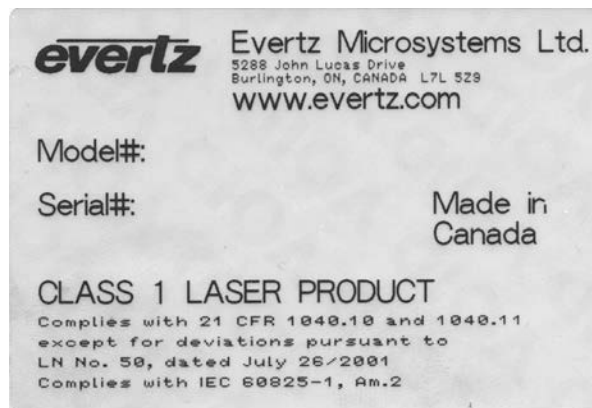 evertz
Evertz Microsystems Ltd.
5288 John Lucas Drive
Burlington, ON, CANADA L7L 5Z9
www.evertz.com
Model#:
Serial#:
Made in
Canada
CLASS 1 LASER PRODUCT
Complies with 21 CFR 1040.10 and 1040.11
except for deviations pursuant to
LN No. 50, dated July 26/2001
Complies with IEC 60825-1, Am.2